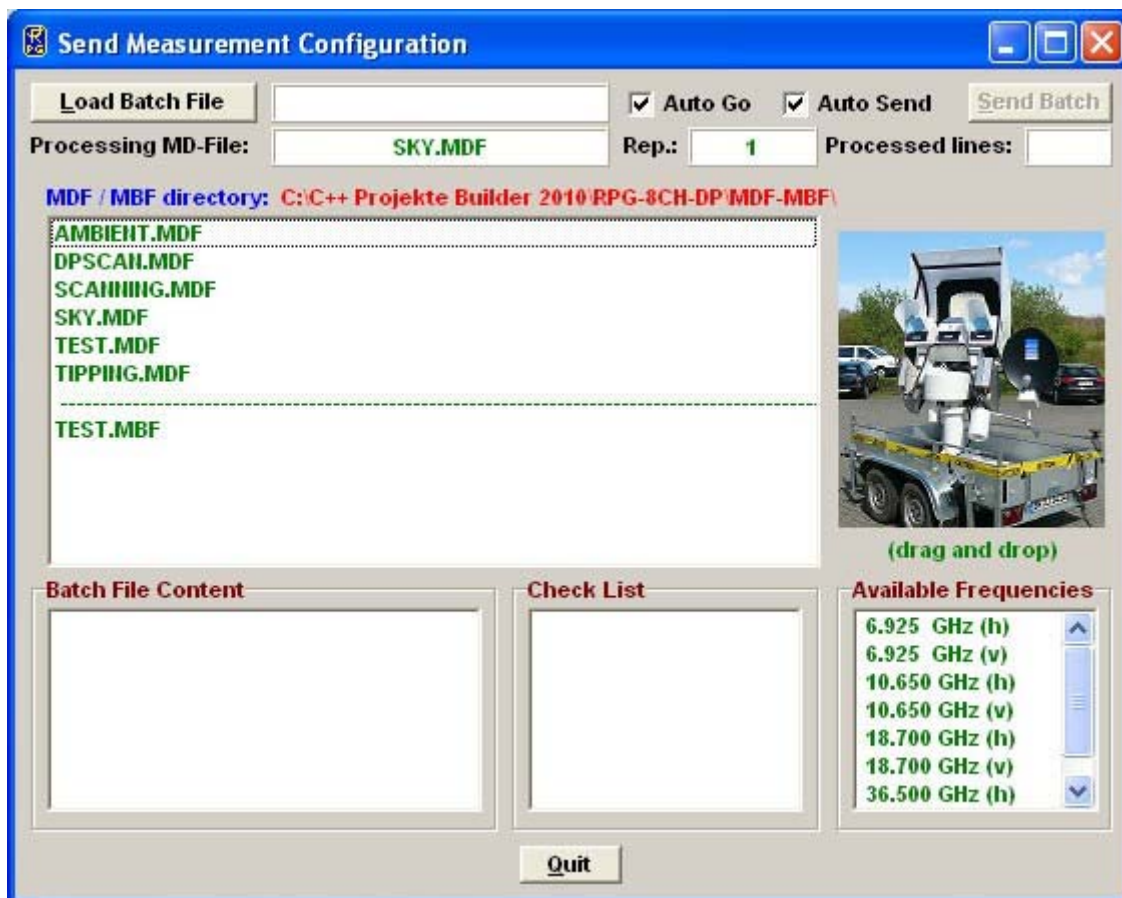 Send Measurement Configuration
Load Batch File
Auto Go
Auto Send
Send Batch
Processing MD-File:
SKY.MDF
Rep.:
1
Processed lines:
MDF / MBF directory: C:\C++ Projekte Builder 2010\RPG-8CH-DP\MDF-MBF\
AMBIENT.MDF
DPSCAN.MDF
SCANNING.MDF
SKY.MDF
TEST.MDF
TIPPING.MDF
TEST.MBF
(drag and drop)
Batch File Content
Check List
Available Frequencies
6.925 GHz (h)
6.925 GHz (v)
10.650 GHz (h)
10.650 GHz (v)
18.700 GHz (h)
18.700 GHz (v)
36.500 GHz (h)
Quit